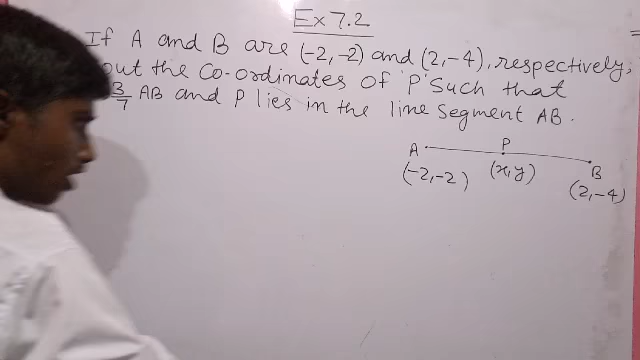 Ex 7.2
If A and B are (-2,-2) and (2,-4), respectively,
out the Co-ordinates of 'P' Such that
3/7 AB and P lies in the line segment AB.
A P B
(-2,-2) (x,y) (2,-4)